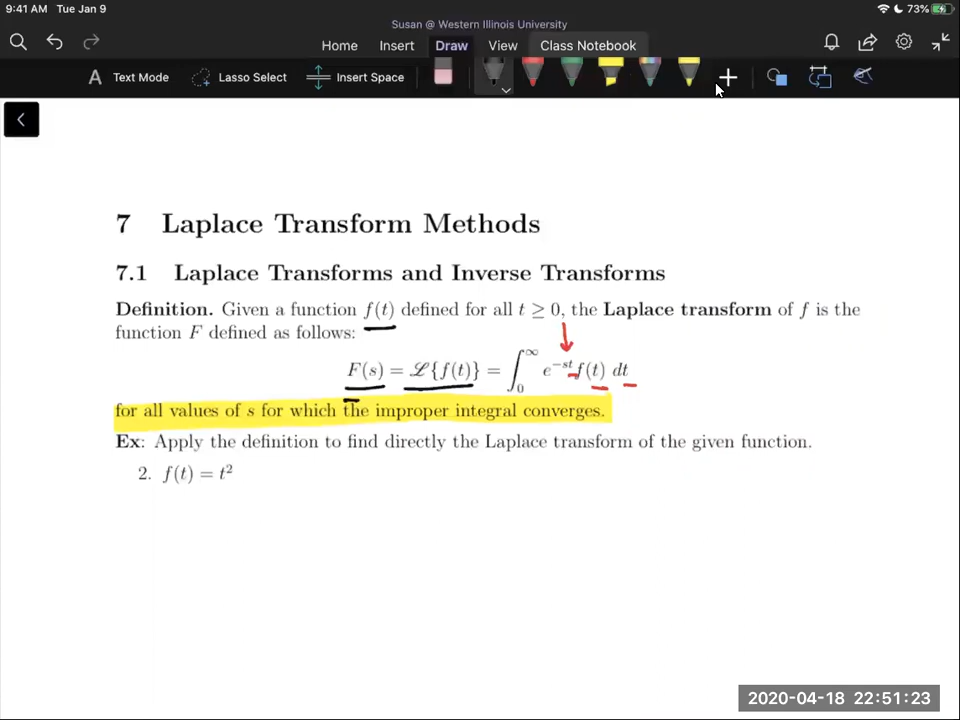 9:41 AM Tue Jan 9
73%
Susan @ Western Illinois University
Home Insert Draw View Class Notebook
A Text Mode Lasso Select Insert Space
7 Laplace Transform Methods
7.1 Laplace Transforms and Inverse Transforms
Definition. Given a function f(t) defined for all t ≥ 0, the Laplace transform of f is the
function F defined as follows:
F(s) = ℒ{f(t)} = ∫₀^∞ e^{-st} f(t) dt
for all values of s for which the improper integral converges.
Ex: Apply the definition to find directly the Laplace transform of the given function.
2. f(t) = t²
2020-04-18 22:51:23